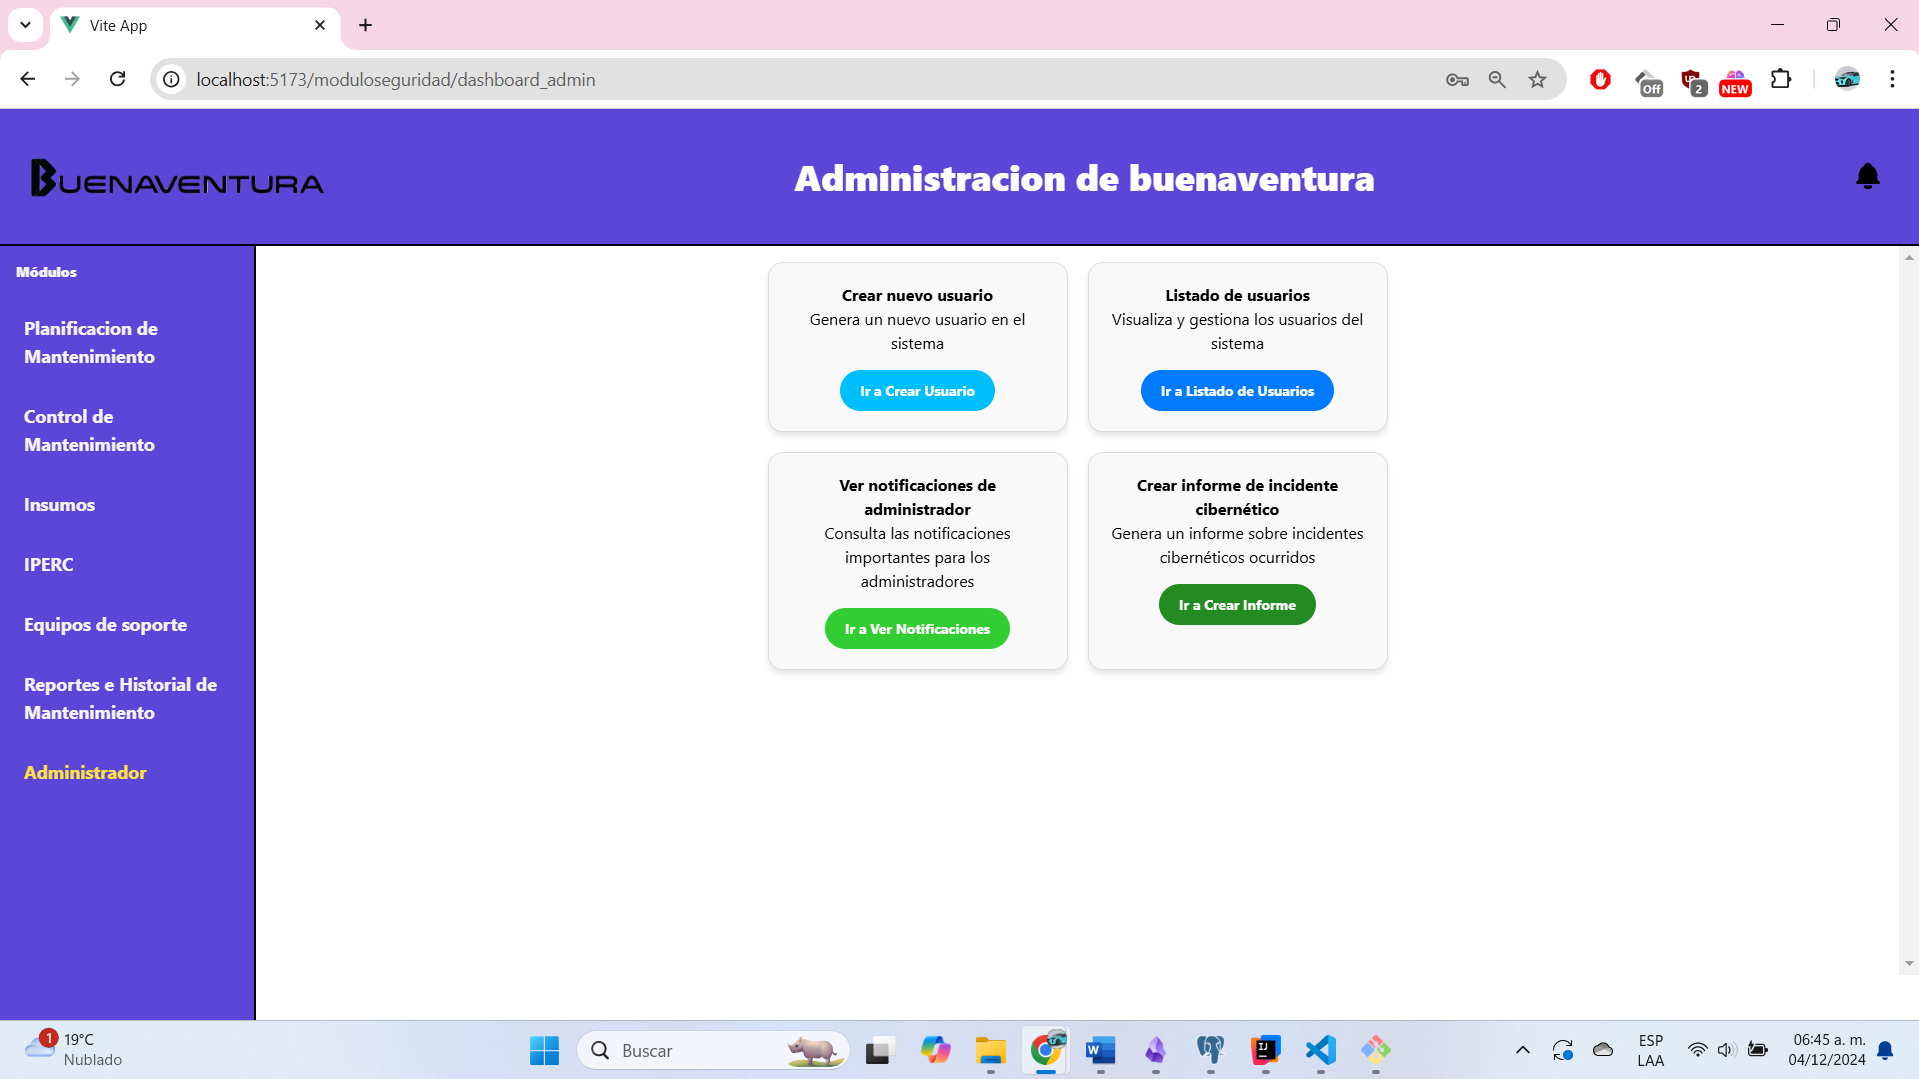 Vite App
localhost:5173/moduloseguridad/dashboard_admin
Off
2
NEW
BUENAVENTURA
Administracion de buenaventura
Módulos
Planificacion de
Mantenimiento
Control de
Mantenimiento
Insumos
IPERC
Equipos de soporte
Reportes e Historial de
Mantenimiento
Administrador
Crear nuevo usuario
Genera un nuevo usuario en el
sistema
Ir a Crear Usuario
Listado de usuarios
Visualiza y gestiona los usuarios del
sistema
Ir a Listado de Usuarios
Ver notificaciones de
administrador
Consulta las notificaciones
importantes para los
administradores
Ir a Ver Notificaciones
Crear informe de incidente
cibernético
Genera un informe sobre incidentes
cibernéticos ocurridos
Ir a Crear Informe
1
19°C
Nublado
Buscar
W
IJ
ESP
LAA
06:45 a. m.
04/12/2024